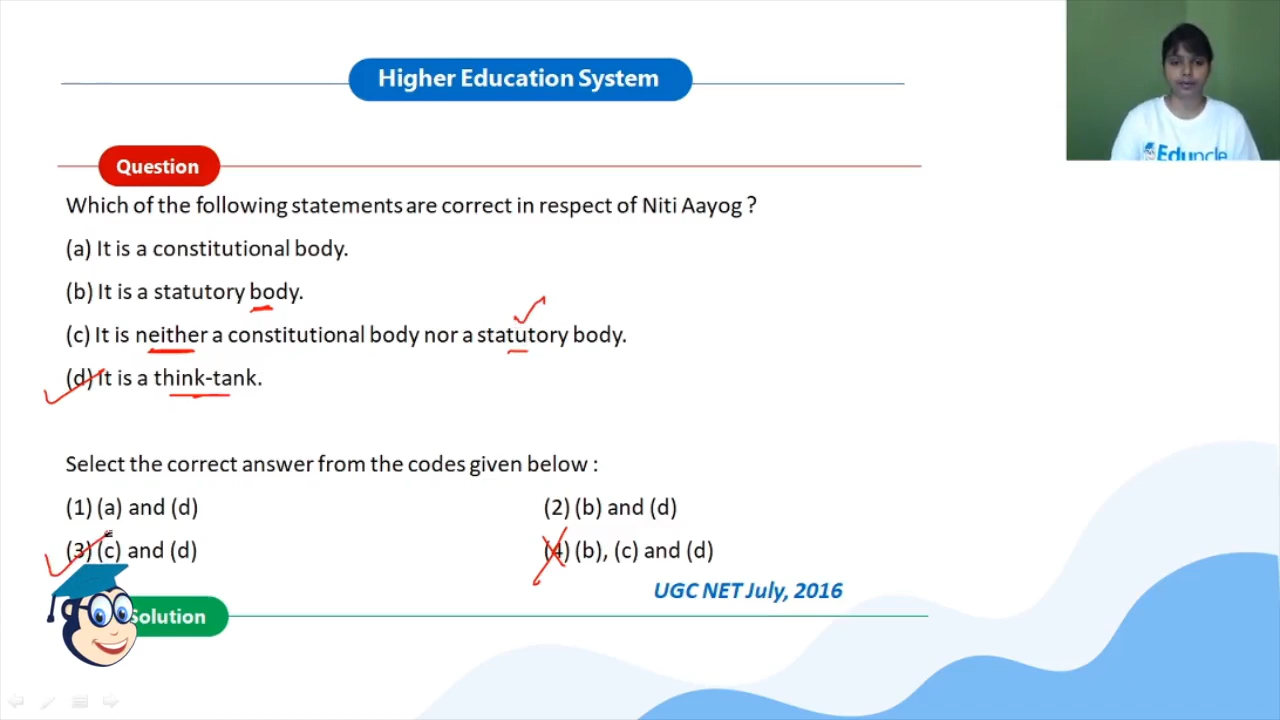 Higher Education System
Question
Which of the following statements are correct in respect of Niti Aayog ?
(a) It is a constitutional body.
(b) It is a statutory body.
(c) It is neither a constitutional body nor a statutory body.
(d) It is a think-tank.
Select the correct answer from the codes given below :
(1) (a) and (d)
(2) (b) and (d)
(3) (c) and (d)
(4) (b), (c) and (d)
UGC NET July, 2016
Solution
Eduncle